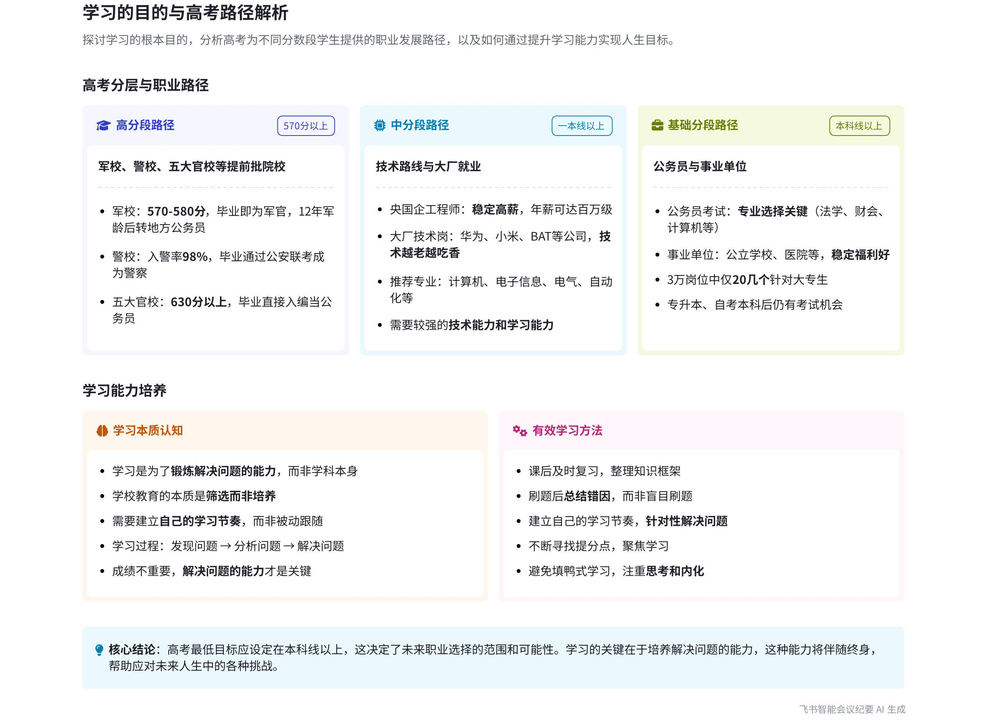 学习的目的与高考路径解析
探讨学习的根本目的，分析高考为不同分数段学生提供的职业发展路径，以及如何通过提升学习能力实现人生目标。
高考分层与职业路径
高分段路径
570分以上
军校、警校、五大官校等提前批院校
军校：570-580分，毕业即为军官，12年军
龄后转地方公务员
警校：入警率98%，毕业通过公安联考成
为警察
五大官校：630分以上，毕业直接入编当公
务员
中分段路径
一本线以上
技术路线与大厂就业
央国企工程师：稳定高薪，年薪可达百万级
大厂技术岗：华为、小米、BAT等公司，技
术越老越吃香
推荐专业：计算机、电子信息、电气、自动
化等
需要较强的技术能力和学习能力
基础分段路径
本科线以上
公务员与事业单位
公务员考试：专业选择关键（法学、财会、
计算机等）
事业单位：公立学校、医院等，稳定福利好
3万岗位中仅20几个针对大专生
专升本、自考本科后仍有考试机会
学习能力培养
学习本质认知
学习是为了锻炼解决问题的能力，而非学科本身
学校教育的本质是筛选而非培养
需要建立自己的学习节奏，而非被动跟随
学习过程：发现问题 → 分析问题 → 解决问题
成绩不重要，解决问题的能力才是关键
有效学习方法
课后及时复习，整理知识框架
刷题后总结错因，而非盲目刷题
建立自己的学习节奏，针对性解决问题
不断寻找提分点，聚焦学习
避免填鸭式学习，注重思考和内化
核心结论：高考最低目标应设定在本科线以上，这决定了未来职业选择的范围和可能性。学习的关键在于培养解决问题的能力，这种能力将伴随终身，
帮助应对未来人生中的各种挑战。
飞书智能会议纪要 AI 生成